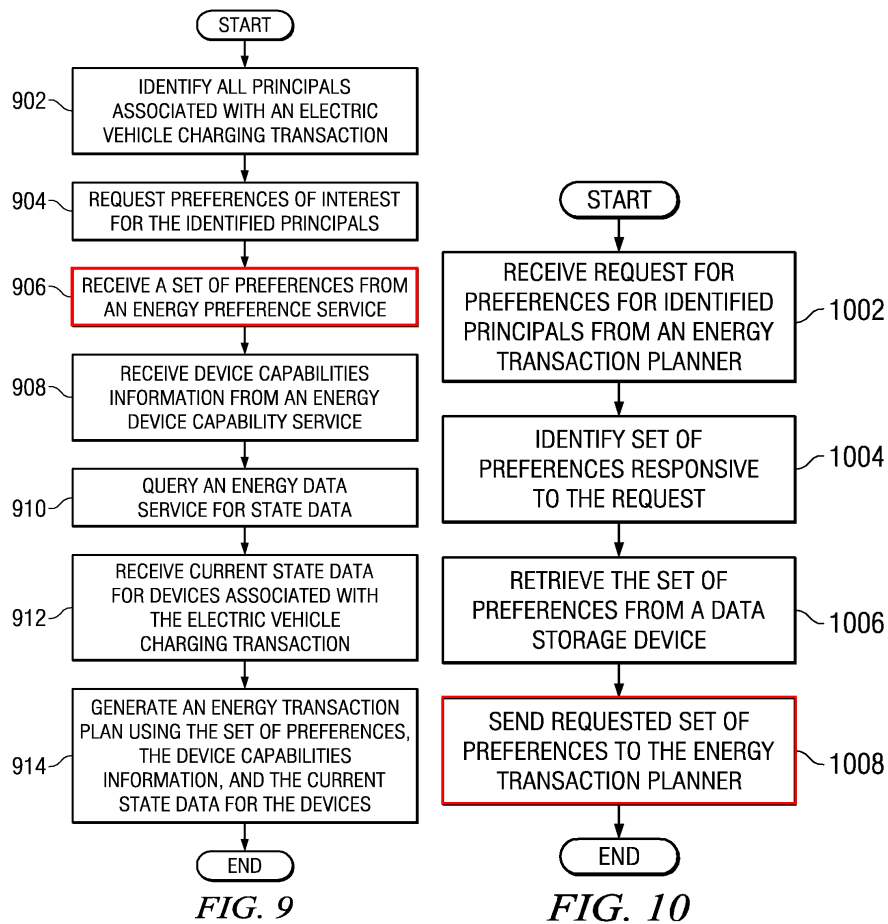 START
902
IDENTIFY ALL PRINCIPALS
ASSOCIATED WITH AN ELECTRIC
VEHICLE CHARGING TRANSACTION
904
REQUEST PREFERENCES OF INTEREST
FOR THE IDENTIFIED PRINCIPALS
906
RECEIVE A SET OF PREFERENCES FROM
AN ENERGY PREFERENCE SERVICE
908
RECEIVE DEVICE CAPABILITIES
INFORMATION FROM AN ENERGY
DEVICE CAPABILITY SERVICE
910
QUERY AN ENERGY DATA
SERVICE FOR STATE DATA
912
RECEIVE CURRENT STATE DATA
FOR DEVICES ASSOCIATED WITH
THE ELECTRIC VEHICLE
CHARGING TRANSACTION
914
GENERATE AN ENERGY TRANSACTION
PLAN USING THE SET OF PREFERENCES,
THE DEVICE CAPABILITIES
INFORMATION, AND THE CURRENT
STATE DATA FOR THE DEVICES
END
FIG. 9
START
RECEIVE REQUEST FOR
PREFERENCES FOR IDENTIFIED
PRINCIPALS FROM AN ENERGY
TRANSACTION PLANNER
1002
IDENTIFY SET OF
PREFERENCES RESPONSIVE
TO THE REQUEST
1004
RETRIEVE THE SET OF
PREFERENCES FROM A DATA
STORAGE DEVICE
1006
SEND REQUESTED SET OF
PREFERENCES TO THE ENERGY
TRANSACTION PLANNER
1008
END
FIG. 10